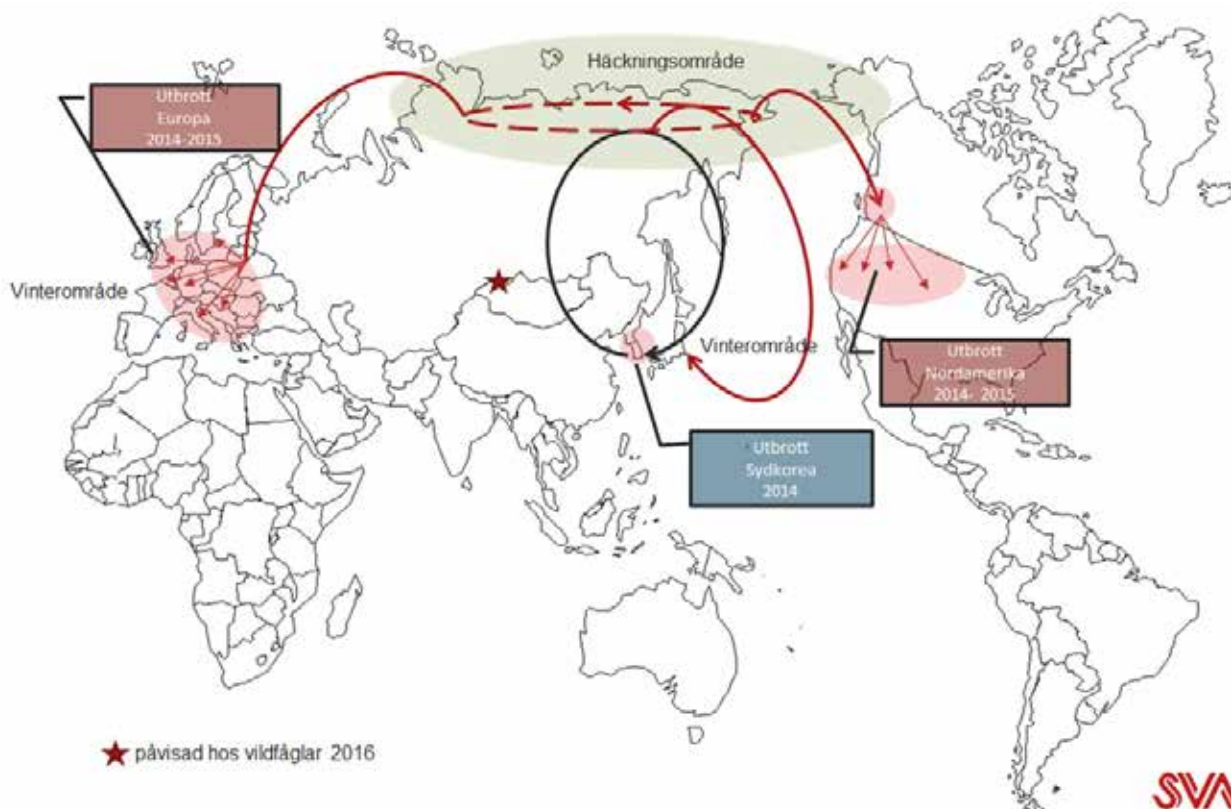 Häckningsområde
Utbrott
Europa
2014-2015
Vinterområde
Vinterområde
Utbrott
Nordamerika
2014- 2015
Utbrott
Sydkorea
2014
påvisad hos vildfåglar 2016
SVA